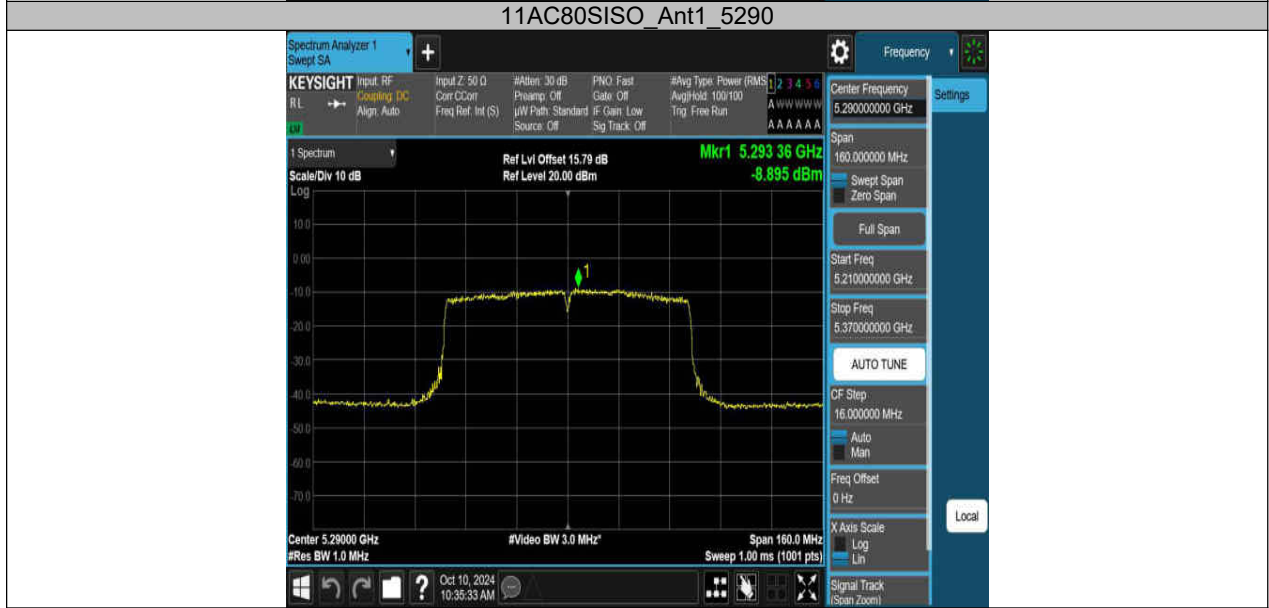 11AC80SISO_Ant1_5290
Spectrum Analyzer 1
Swept SA
+
Frequency
KEYSIGHT
RL
Input: RF
Coupling: DC
Align: Auto
Input Z: 50 Ω
Corr CCorr
Freq Ref: Int (S)
#Atten: 30 dB
Preamp: Off
µW Path: Standard
Source: Off
PNO: Fast
Gate: Off
IF Gain: Low
Sig Track: Off
#Avg Type: Power (RMS
Avg|Hold: 100/100
Trig: Free Run
1 2 3 4 5 6
A W W W W W
A A A A A A
1 Spectrum
Scale/Div 10 dB
Ref Lvl Offset 15.79 dB
Ref Level 20.00 dBm
Mkr1 5.293 36 GHz
-8.895 dBm
Log
10.0
0.00
-10.0
-20.0
-30.0
-40.0
-50.0
-60.0
-70.0
1
Center 5.29000 GHz
#Res BW 1.0 MHz
#Video BW 3.0 MHz*
Span 160.0 MHz
Sweep 1.00 ms (1001 pts)
Center Frequency
5.290000000 GHz
Settings
Span
160.000000 MHz
Swept Span
Zero Span
Full Span
Start Freq
5.210000000 GHz
Stop Freq
5.370000000 GHz
AUTO TUNE
CF Step
16.000000 MHz
Auto
Man
Freq Offset
0 Hz
X Axis Scale
Log
Lin
Local
Signal Track
(Span Zoom)
?
Oct 10, 2024
10:35:33 AM